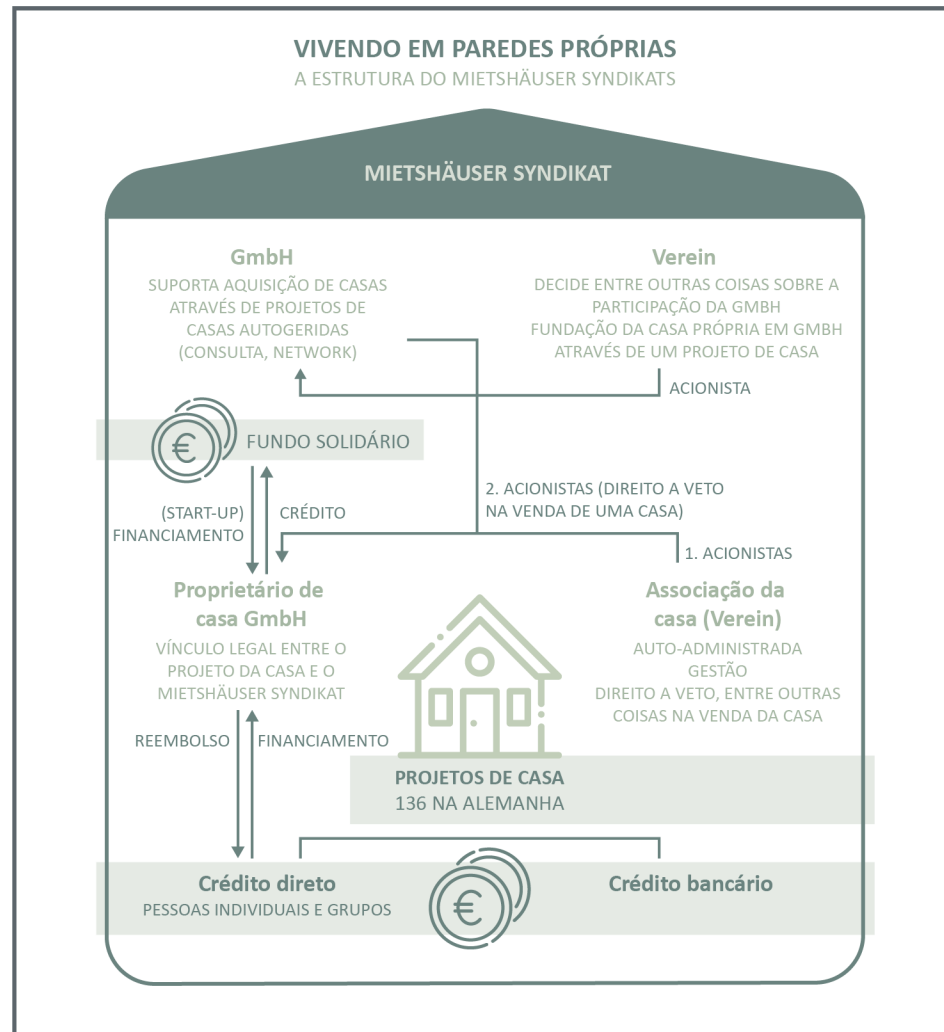 VIVENDO EM PAREDES PRÓPRIAS
A ESTRUTURA DO MIETSHÄUSER SYNDIKATS
MIETSHÄUSER SYNDIKAT
GmbH
SUPORTA AQUISIÇÃO DE CASAS
ATRAVÉS DE PROJETOS DE
CASAS AUTOGERIDAS
(CONSULTA, NETWORK)
Verein
DECIDE ENTRE OUTRAS COISAS SOBRE A
PARTICIPAÇÃO DA GMBH
FUNDAÇÃO DA CASA PRÓPRIA EM GMBH
ATRAVÉS DE UM PROJETO DE CASA
ACIONISTA
€
FUNDO SOLIDÁRIO
(START-UP)
FINANCIAMENTO
CRÉDITO
2. ACIONISTAS (DIREITO A VETO
NA VENDA DE UMA CASA)
1. ACIONISTAS
Proprietário de
casa GmbH
VÍNCULO LEGAL ENTRE O
PROJETO DA CASA E O
MIETSHÄUSER SYNDIKAT
Associação da
casa (Verein)
AUTO-ADMINISTRADA
GESTÃO
DIREITO A VETO, ENTRE OUTRAS
COISAS NA VENDA DA CASA
REEMBOLSO
FINANCIAMENTO
PROJETOS DE CASA
136 NA ALEMANHA
Crédito direto
PESSOAS INDIVIDUAIS E GRUPOS
€
Crédito bancário